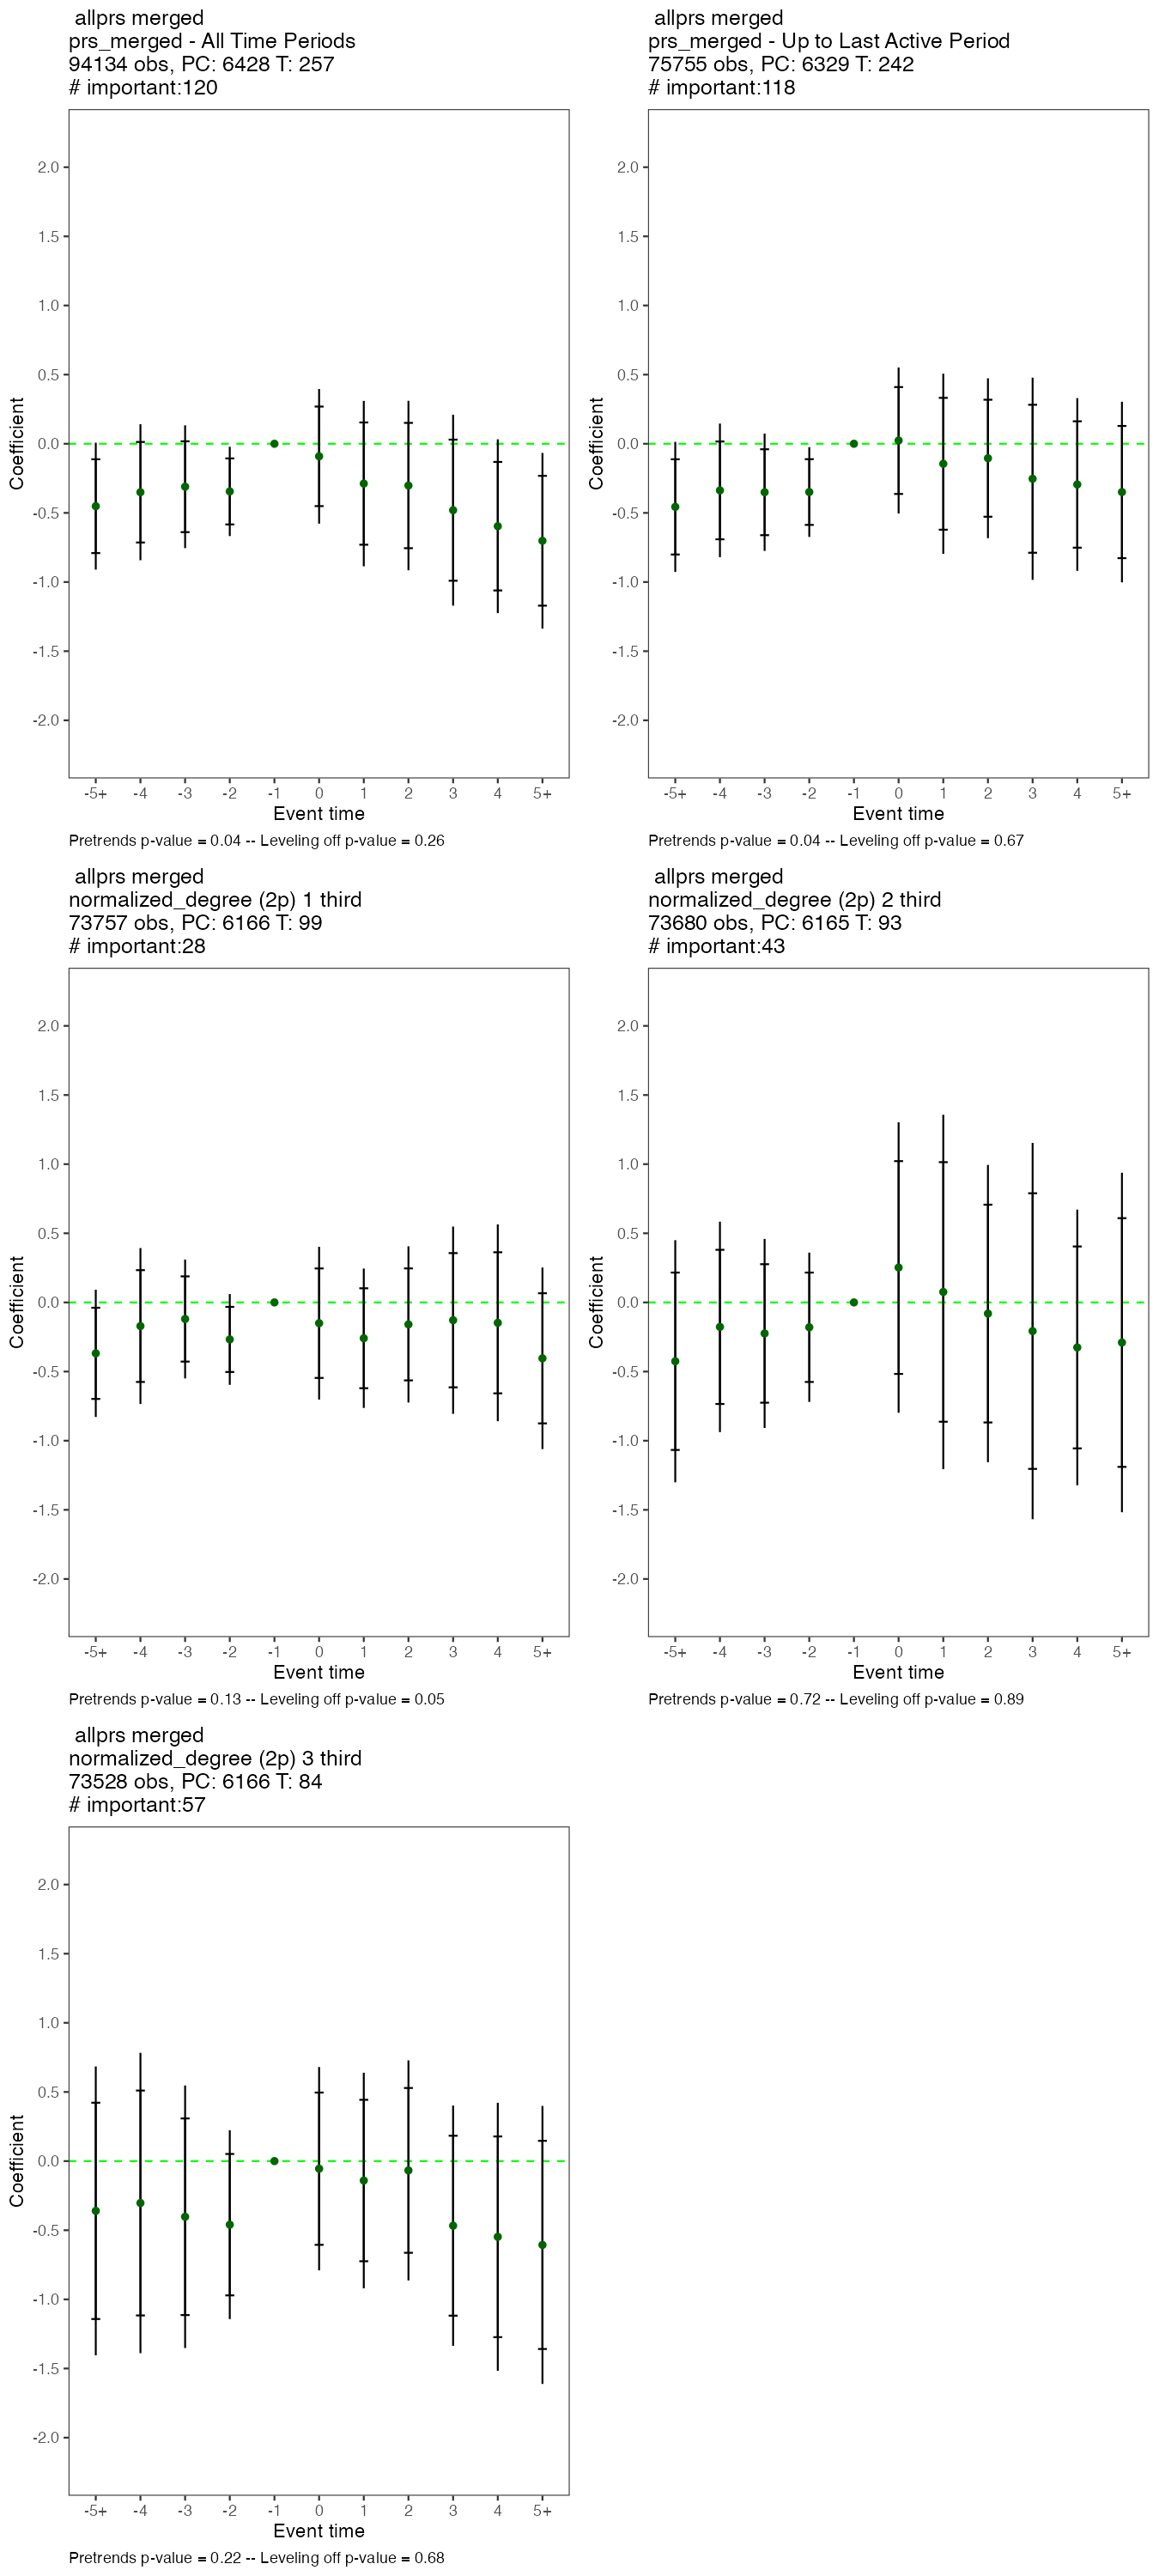 allprs merged
prs_merged - All Time Periods
94134 obs, PC: 6428 T: 257
# important:120
2.0
1.5
1.0
0.5
0.0
-0.5
-1.0
-1.5
-2.0
Coefficient
-5+ -4 -3 -2 -1 0 1 2 3 4 5+
Event time
Pretrends p-value = 0.04 -- Leveling off p-value = 0.26
allprs merged
prs_merged - Up to Last Active Period
75755 obs, PC: 6329 T: 242
# important:118
2.0
1.5
1.0
0.5
0.0
-0.5
-1.0
-1.5
-2.0
Coefficient
-5+ -4 -3 -2 -1 0 1 2 3 4 5+
Event time
Pretrends p-value = 0.04 -- Leveling off p-value = 0.67
allprs merged
normalized_degree (2p) 1 third
73757 obs, PC: 6166 T: 99
# important:28
2.0
1.5
1.0
0.5
0.0
-0.5
-1.0
-1.5
-2.0
Coefficient
-5+ -4 -3 -2 -1 0 1 2 3 4 5+
Event time
Pretrends p-value = 0.13 -- Leveling off p-value = 0.05
allprs merged
normalized_degree (2p) 2 third
73680 obs, PC: 6165 T: 93
# important:43
2.0
1.5
1.0
0.5
0.0
-0.5
-1.0
-1.5
-2.0
Coefficient
-5+ -4 -3 -2 -1 0 1 2 3 4 5+
Event time
Pretrends p-value = 0.72 -- Leveling off p-value = 0.89
allprs merged
normalized_degree (2p) 3 third
73528 obs, PC: 6166 T: 84
# important:57
2.0
1.5
1.0
0.5
0.0
-0.5
-1.0
-1.5
-2.0
Coefficient
-5+ -4 -3 -2 -1 0 1 2 3 4 5+
Event time
Pretrends p-value = 0.22 -- Leveling off p-value = 0.68